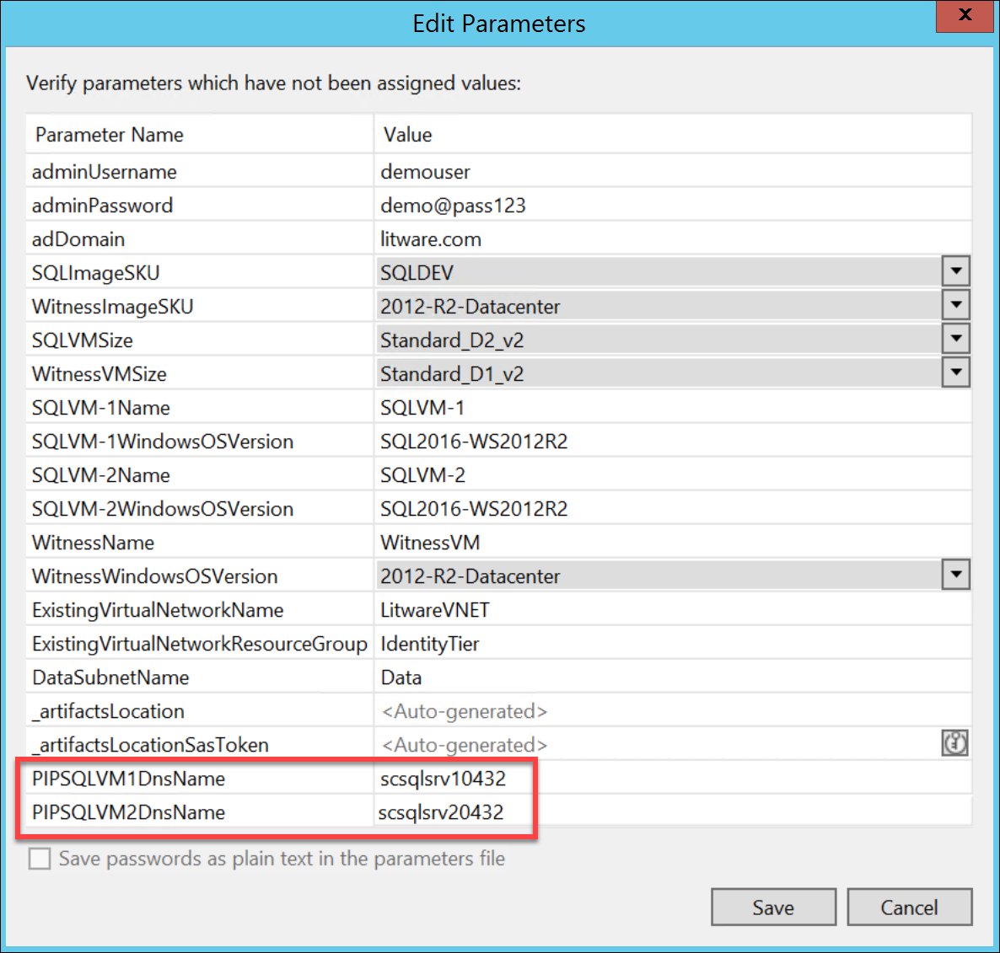 Edit Parameters
x
Verify parameters which have not been assigned values:
Parameter Name Value
adminUsername demouser
adminPassword demo@pass123
adDomain litware.com
SQLImageSKU SQLDEV
WitnessImageSKU 2012-R2-Datacenter
SQLVMSize Standard_D2_v2
WitnessVMSize Standard_D1_v2
SQLVM-1Name SQLVM-1
SQLVM-1WindowsOSVersion SQL2016-WS2012R2
SQLVM-2Name SQLVM-2
SQLVM-2WindowsOSVersion SQL2016-WS2012R2
WitnessName WitnessVM
WitnessWindowsOSVersion 2012-R2-Datacenter
ExistingVirtualNetworkName LitwareVNET
ExistingVirtualNetworkResourceGroup IdentityTier
DataSubnetName Data
_artifactsLocation <Auto-generated>
_artifactsLocationSasToken <Auto-generated>
PIPSQLVM1DnsName scsqlsrv10432
PIPSQLVM2DnsName scsqlsrv20432
Save passwords as plain text in the parameters file
Save Cancel